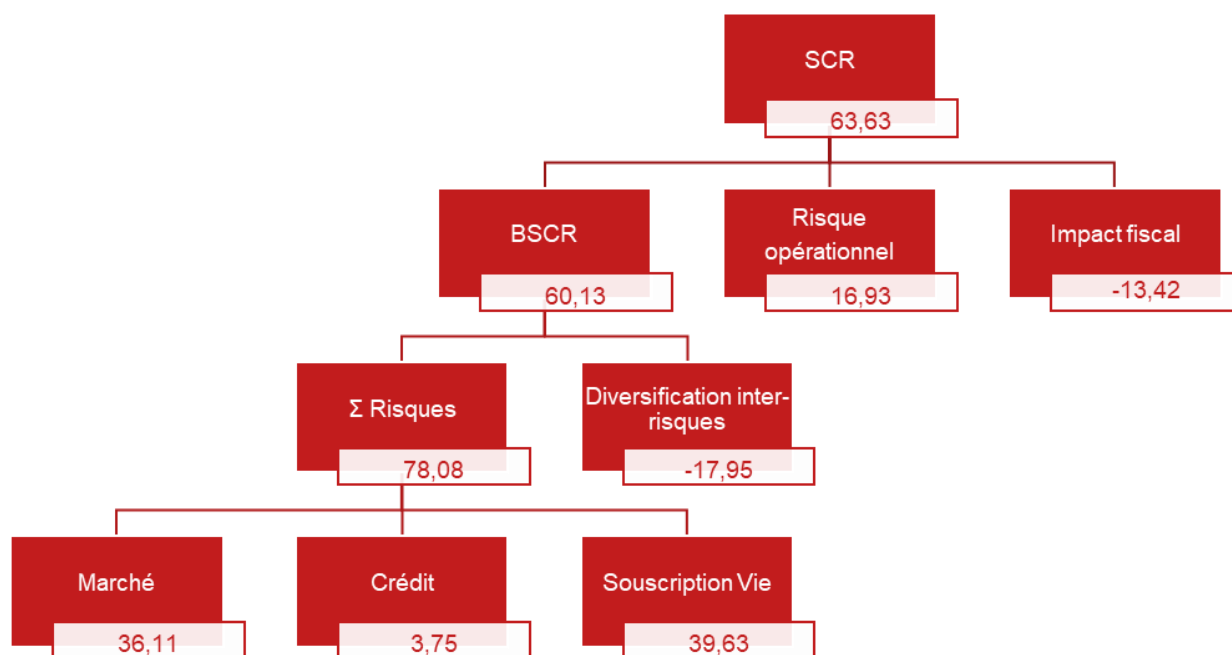 SCR
63,63
BSCR
60,13
Risque
opérationnel
16,93
Impact fiscal
-13,42
Σ Risques
78,08
Diversification inter-
risques
-17,95
Marché
36,11
Crédit
3,75
Souscription Vie
39,63